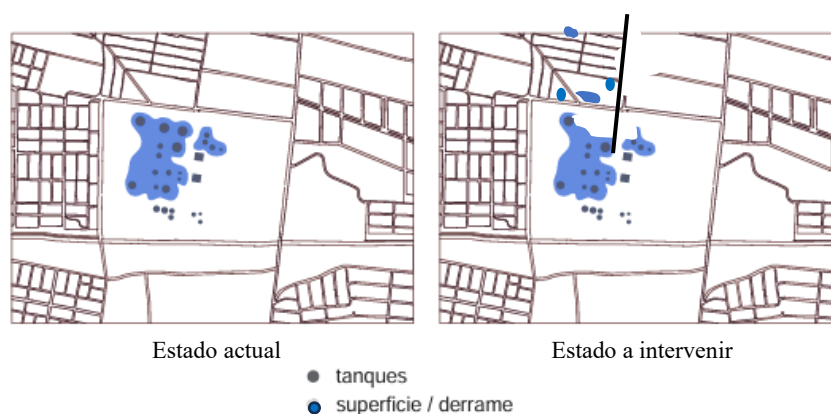 Estado actual
Estado a intervenir
tanques
superficie / derrame